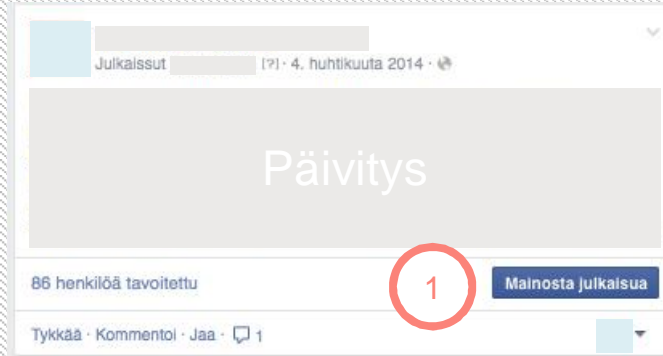 Julkaissut [?] · 4. huhtikuuta 2014 ·
Päivitys
86 henkilöä tavoitettu
1
Mainosta julkaisua
Tykkää · Kommentoi · Jaa · 1